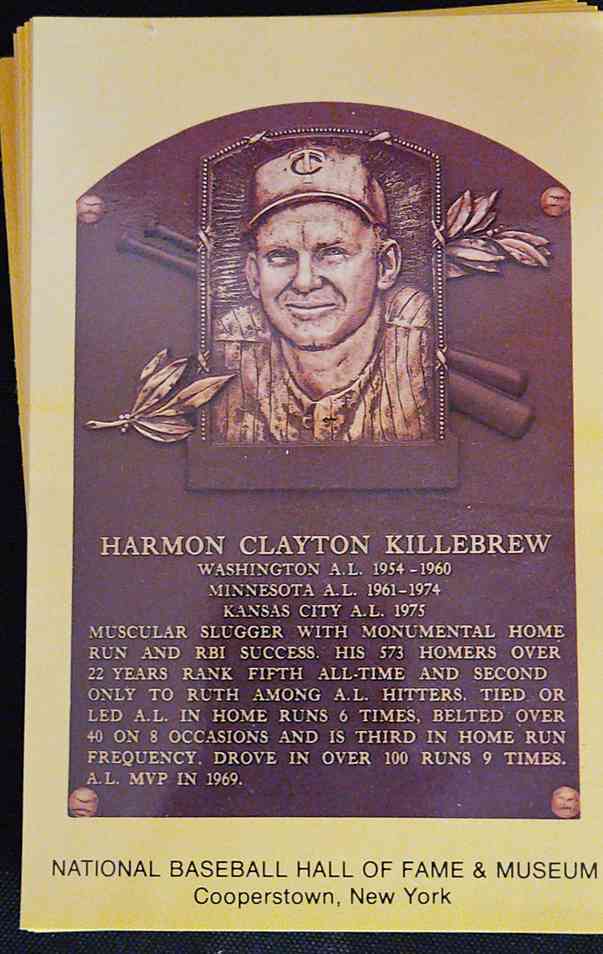 TC
HARMON CLAYTON KILLEBREW
WASHINGTON A.L. 1954-1960
MINNESOTA A.L. 1961-1974
KANSAS CITY A.L. 1975
MUSCULAR SLUGGER WITH MONUMENTAL HOME
RUN AND RBI SUCCESS. HIS 573 HOMERS OVER
22 YEARS RANK FIFTH ALL-TIME AND SECOND
ONLY TO RUTH AMONG A.L. HITTERS. TIED OR
LED A.L. IN HOME RUNS 6 TIMES, BELTED OVER
40 ON 8 OCCASIONS AND IS THIRD IN HOME RUN
FREQUENCY. DROVE IN OVER 100 RUNS 9 TIMES.
A.L. MVP IN 1969.
NATIONAL BASEBALL HALL OF FAME & MUSEUM
Cooperstown, New York